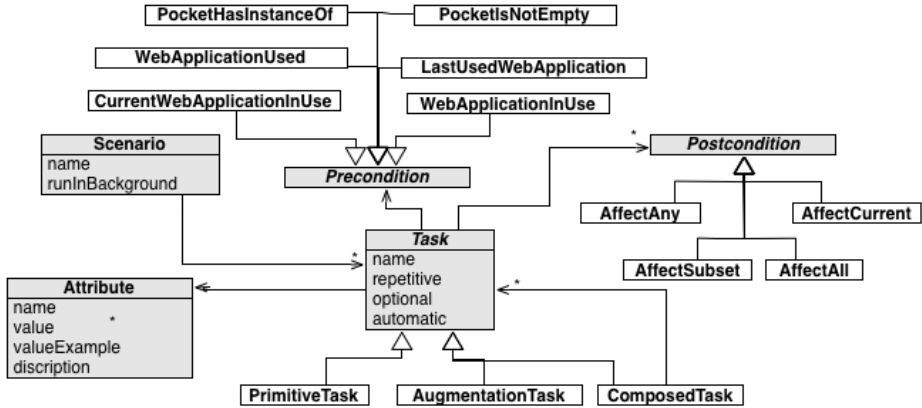 PocketHasInstanceOf
PocketIsNotEmpty
WebApplicationUsed
LastUsedWebApplication
CurrentWebApplicationInUse
WebApplicationInUse
Scenario
name
runInBackground
Precondition
*
Postcondition
AffectAny
AffectCurrent
AffectSubset
AffectAll
*
Task
name
repetitive
optional
automatic
*
Attribute
name
value
*
valueExample
discription
PrimitiveTask
AugmentationTask
ComposedTask